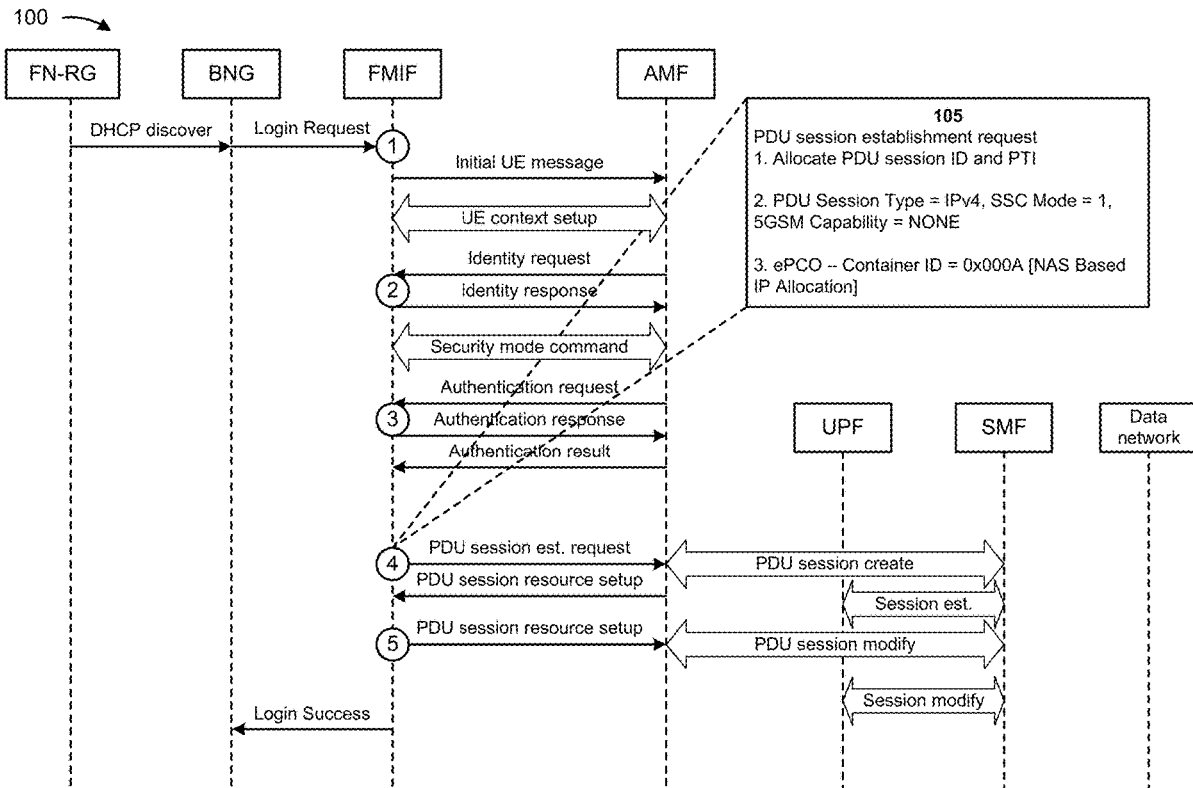 100
FN-RG
BNG
FMIF
AMF
DHCP discover
Login Request
1
Initial UE message
UE context setup
Identity request
2
Identity response
Security mode command
Authentication request
3
Authentication response
Authentication result
105
PDU session establishment request
1. Allocate PDU session ID and PTI
2. PDU Session Type = IPv4, SSC Mode = 1,
5GSM Capability = NONE
3. ePCO -- Container ID = 0x000A [NAS Based
IP Allocation]
UPF
SMF
Data
network
4
PDU session est. request
PDU session create
PDU session resource setup
Session est.
5
PDU session resource setup
PDU session modify
Session modify
Login Success